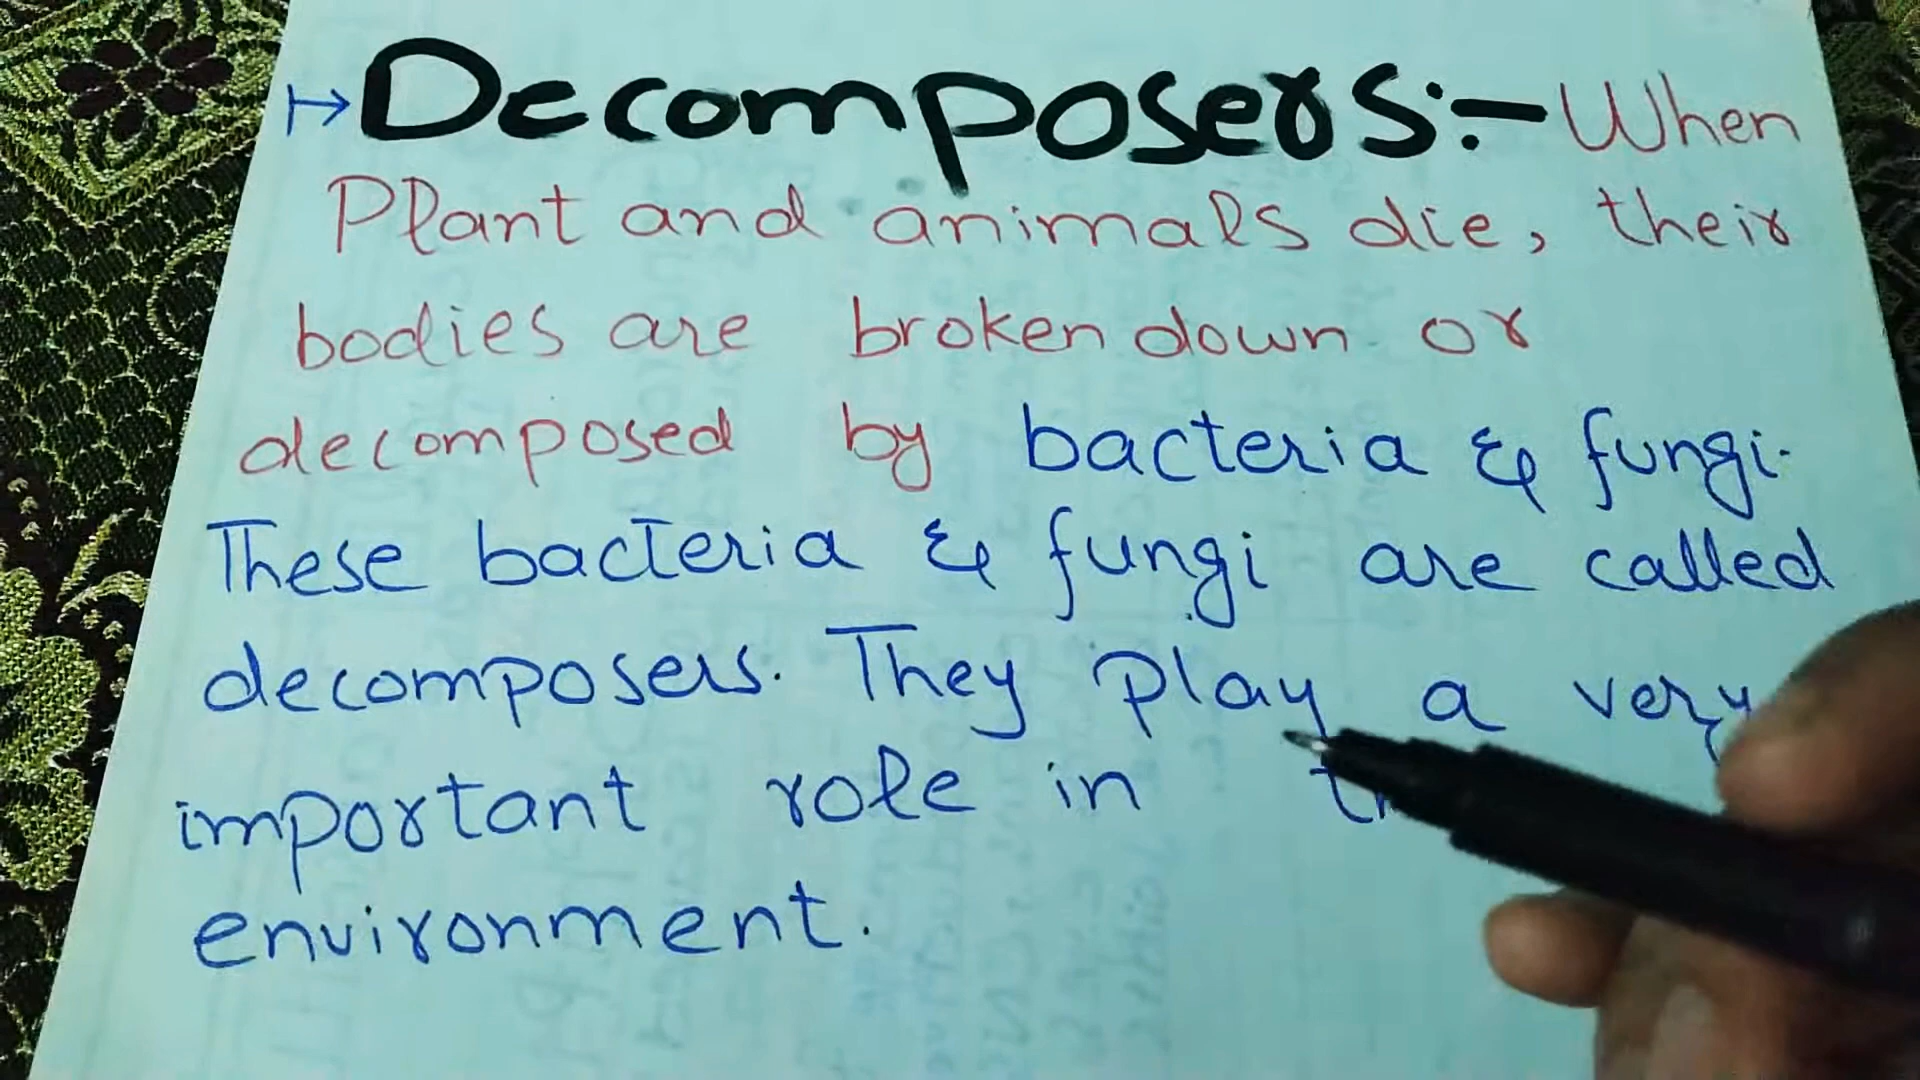 ↦ Decomposers:- When
Plant and animals die, their
bodies are broken down or
decomposed by bacteria & fungi.
These bacteria & fungi are called
decomposers. They play a very
important role in
environment.